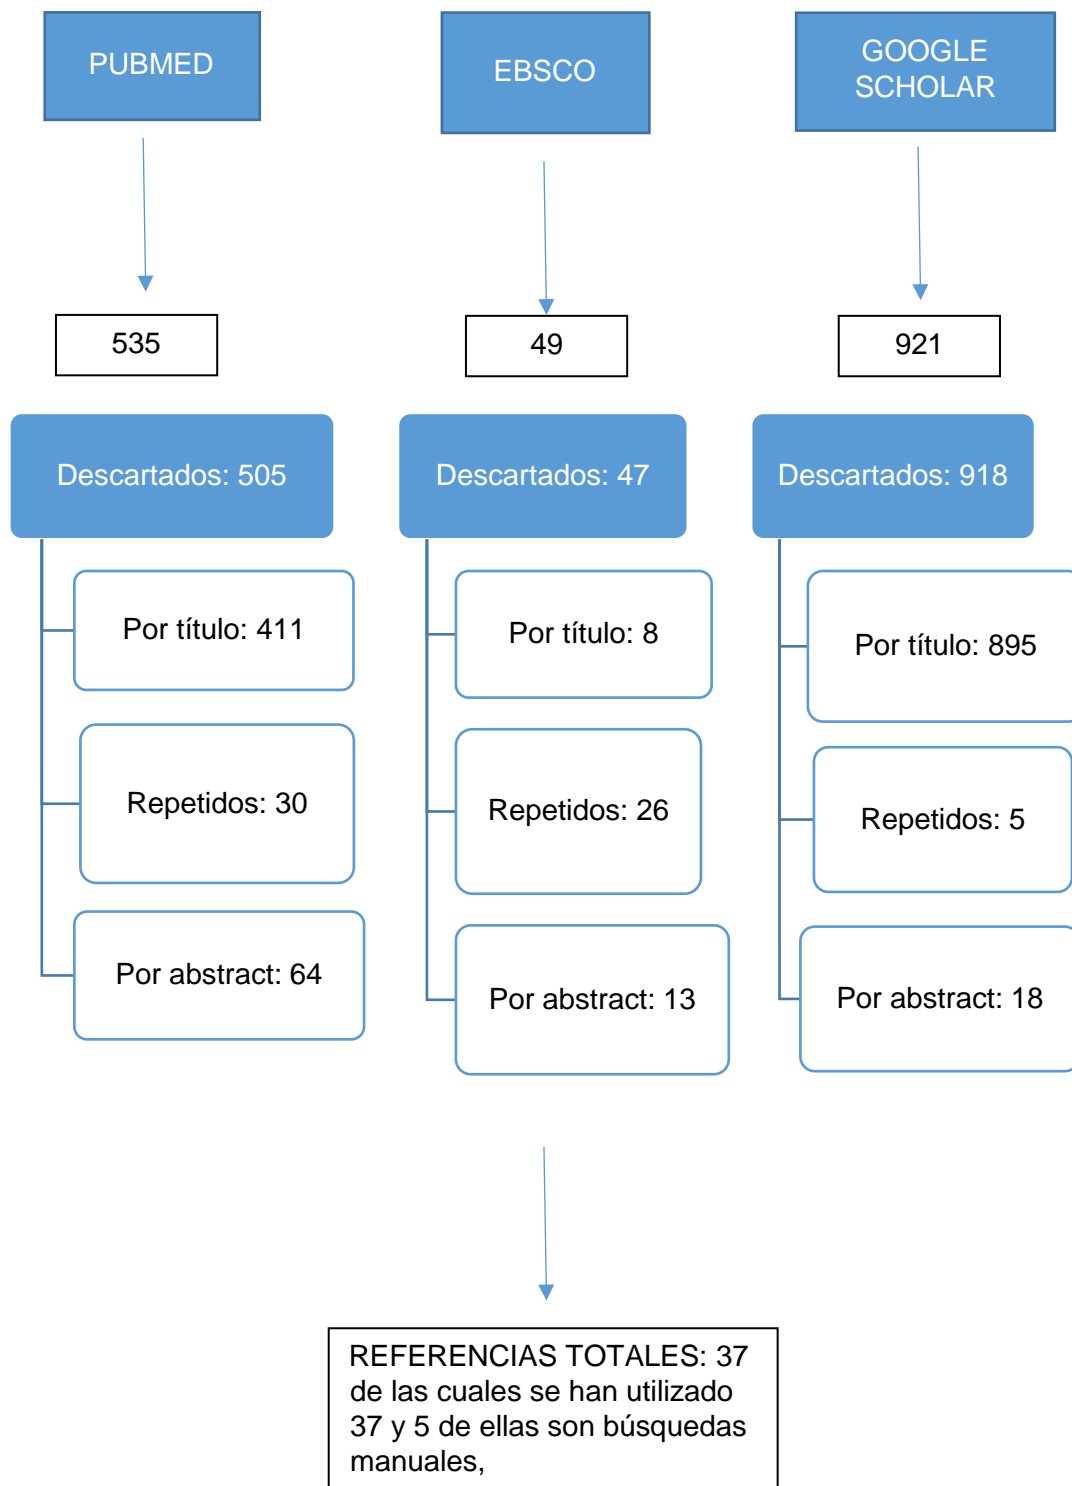 PUBMED
EBSCO
GOOGLE
SCHOLAR
535
49
921
Descartados: 505
Descartados: 47
Descartados: 918
Por título: 411
Por título: 8
Por título: 895
Repetidos: 30
Repetidos: 26
Repetidos: 5
Por abstract: 64
Por abstract: 13
Por abstract: 18
REFERENCIAS TOTALES: 37
de las cuales se han utilizado
37 y 5 de ellas son búsquedas
manuales,